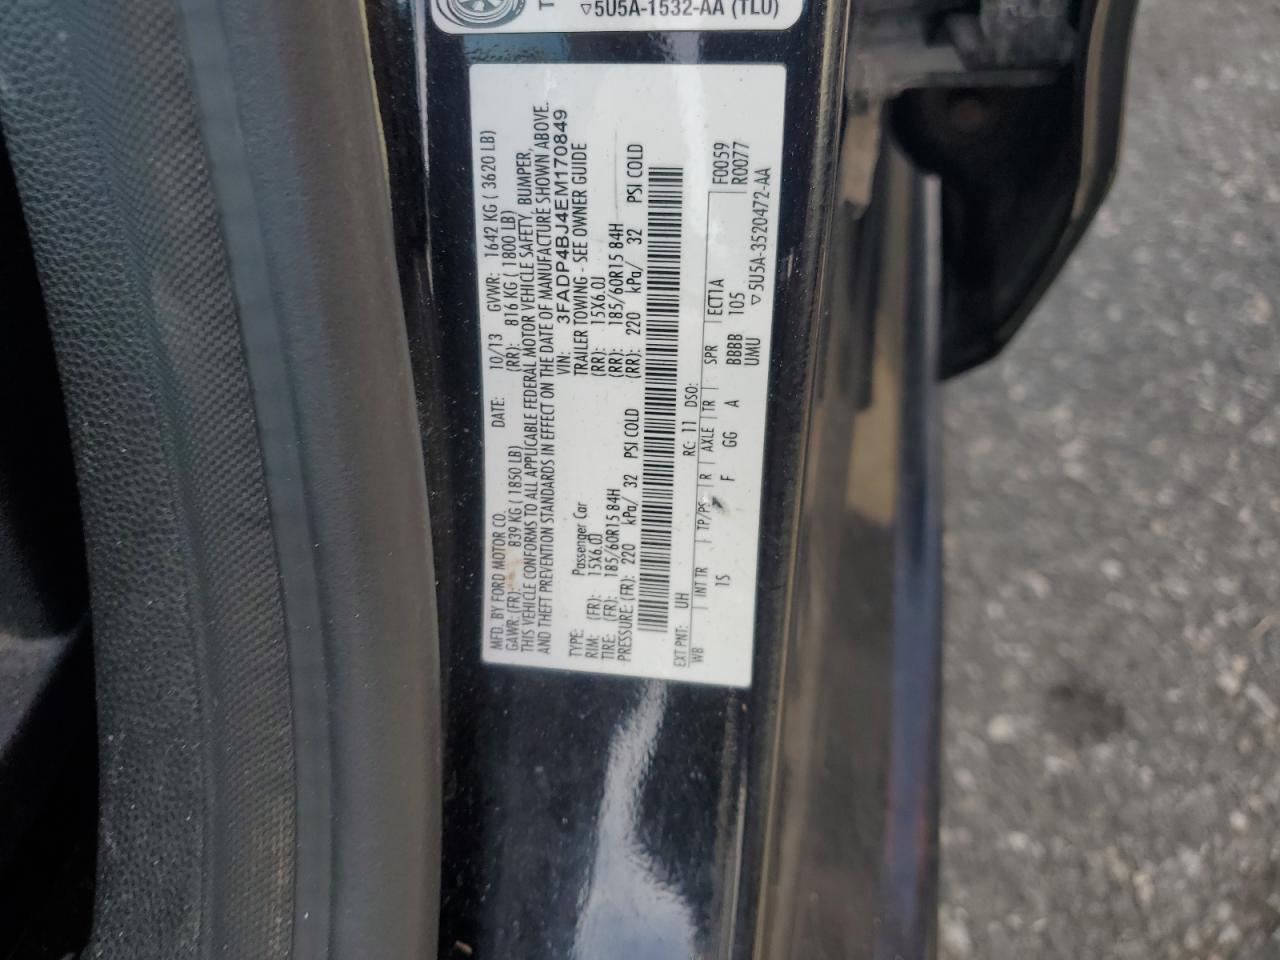 5U5A-1532-AA (TLU)
MFD. BY FORD MOTOR CO.
DATE: 10/13 GVWR: 1642 KG ( 3620 LB)
GAWR:(FR): 839 KG ( 1850 LB) (RR): 816 KG ( 1800 LB)
THIS VEHICLE CONFORMS TO ALL APPLICABLE FEDERAL MOTOR VEHICLE SAFETY, BUMPER,
AND THEFT PREVENTION STANDARDS IN EFFECT ON THE DATE OF MANUFACTURE SHOWN ABOVE.
VIN: 3FADP4BJ4EM170849
TYPE: Passenger Car TRAILER TOWING - SEE OWNER GUIDE
RIM: (FR): 15X6.0J (RR): 15X6.0J
TIRE: (FR): 185/60R15 84H (RR): 185/60R15 84H
PRESSURE:(FR): 220 kPa/ 32 PSI COLD (RR): 220 kPa/ 32 PSI COLD
EXT PNT: UH RC: 11 DSO:
WB INT TR TP/PS R AXLE TR SPR ECT1A F0059
15 F GG A BBBB 105 R0077
UMU
5U5A-3520472-AA